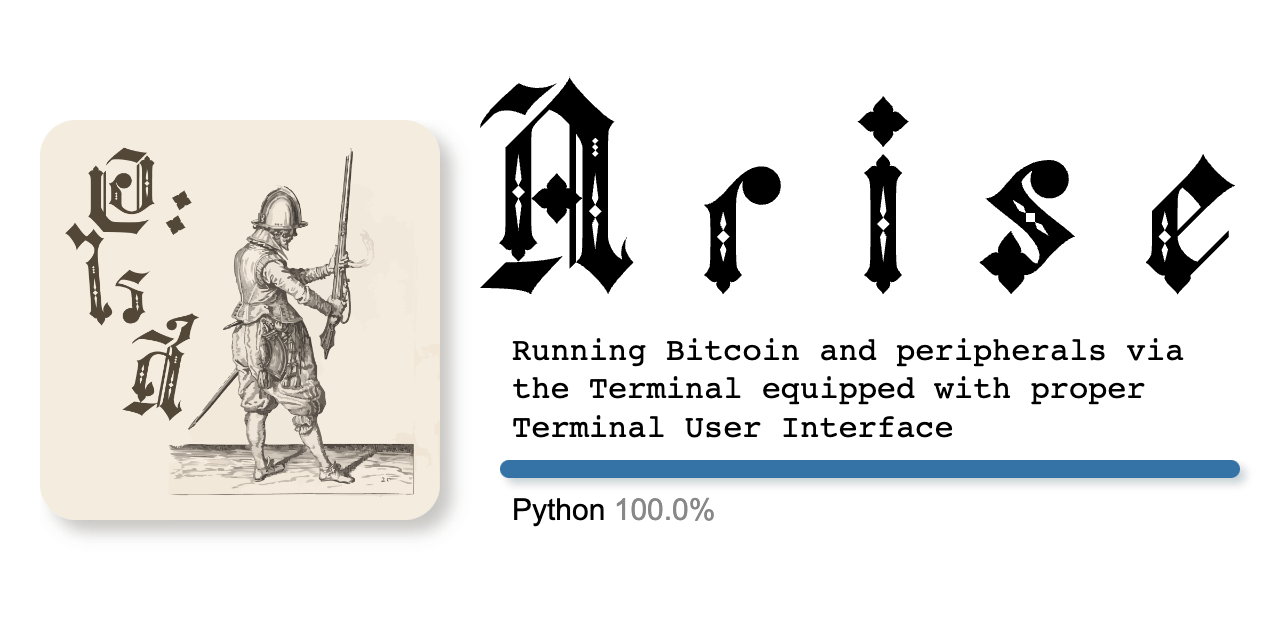 Arise
Running Bitcoin and peripherals via
the Terminal equipped with proper
Terminal User Interface
Python 100.0%